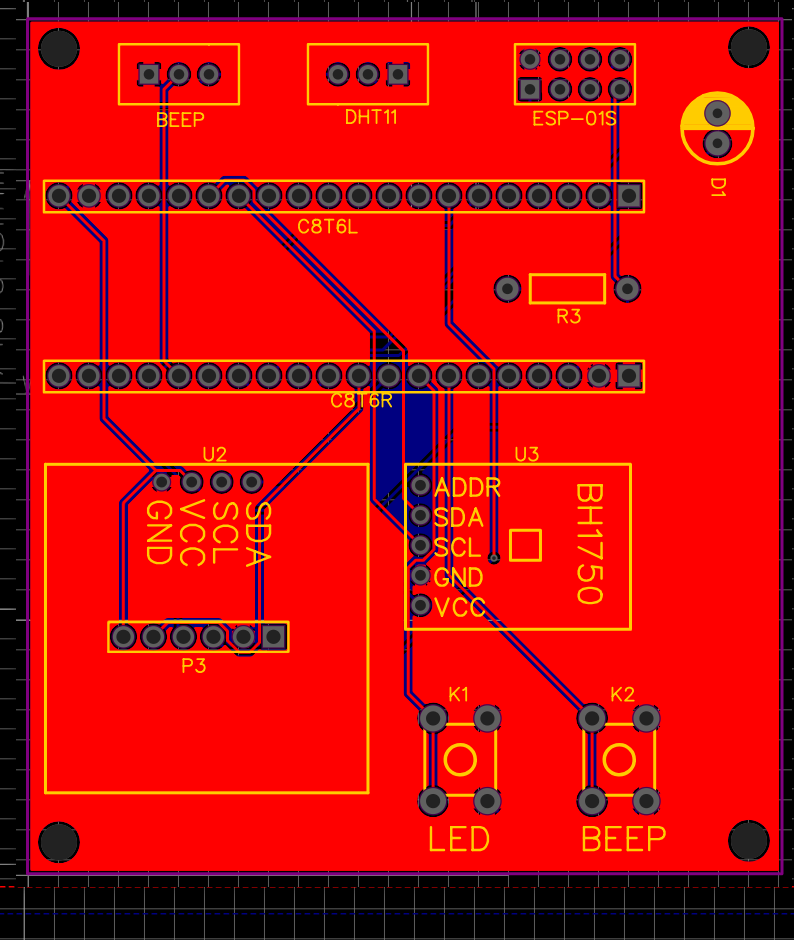 BEEP
DHT11
ESP-01S
D1
C8T6L
R3
C8T6R
U2
U3
GND
VCC
SCL
SDA
ADDR
SDA
SCL
GND
VCC
BH1750
P3
K1
K2
LED
BEEP